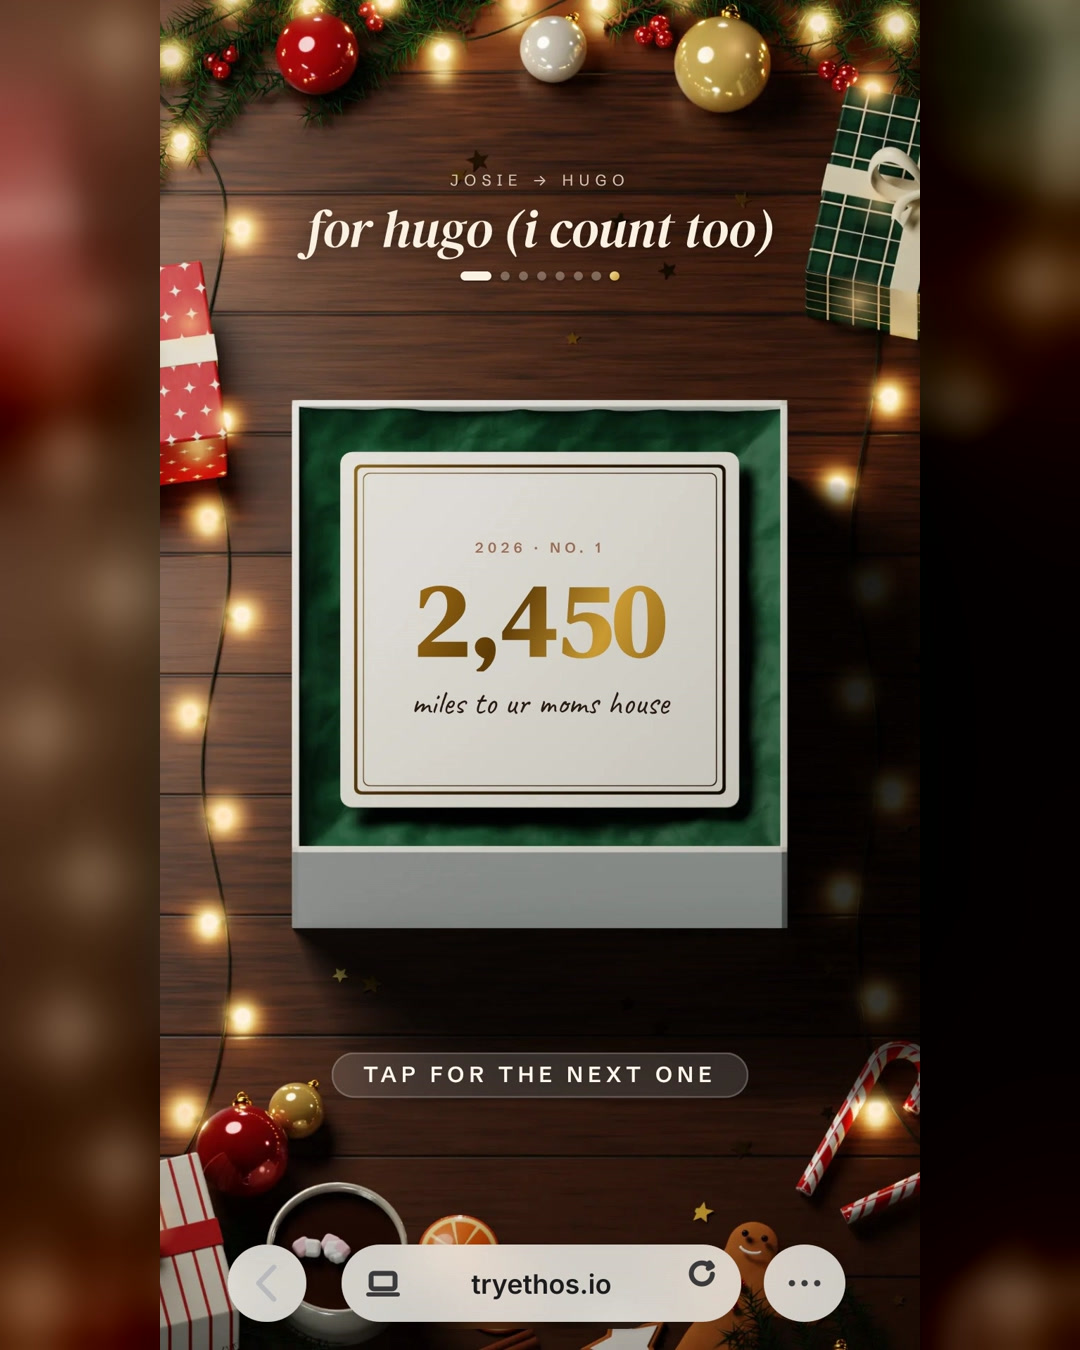 JOSIE → HUGO
for hugo (i count too)
2026 · NO. 1
2,450
miles to ur moms house
TAP FOR THE NEXT ONE
tryethos.io